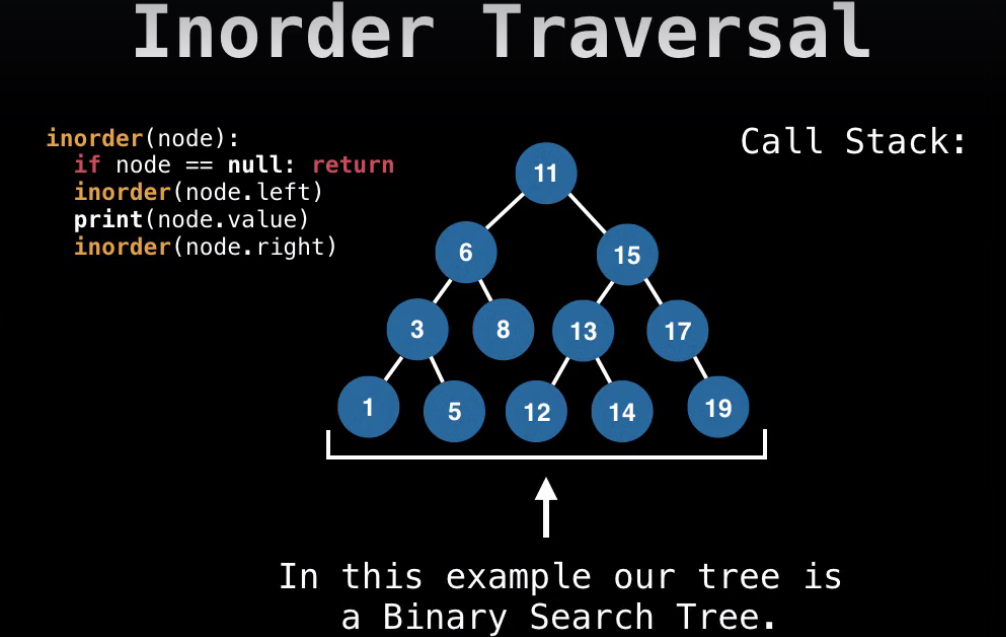 Inorder Traversal
inorder(node):
if node == null: return
inorder(node.left)
print(node.value)
inorder(node.right)
Call Stack:
11
6
15
3
8
13
17
1
5
12
14
19
In this example our tree is
a Binary Search Tree.